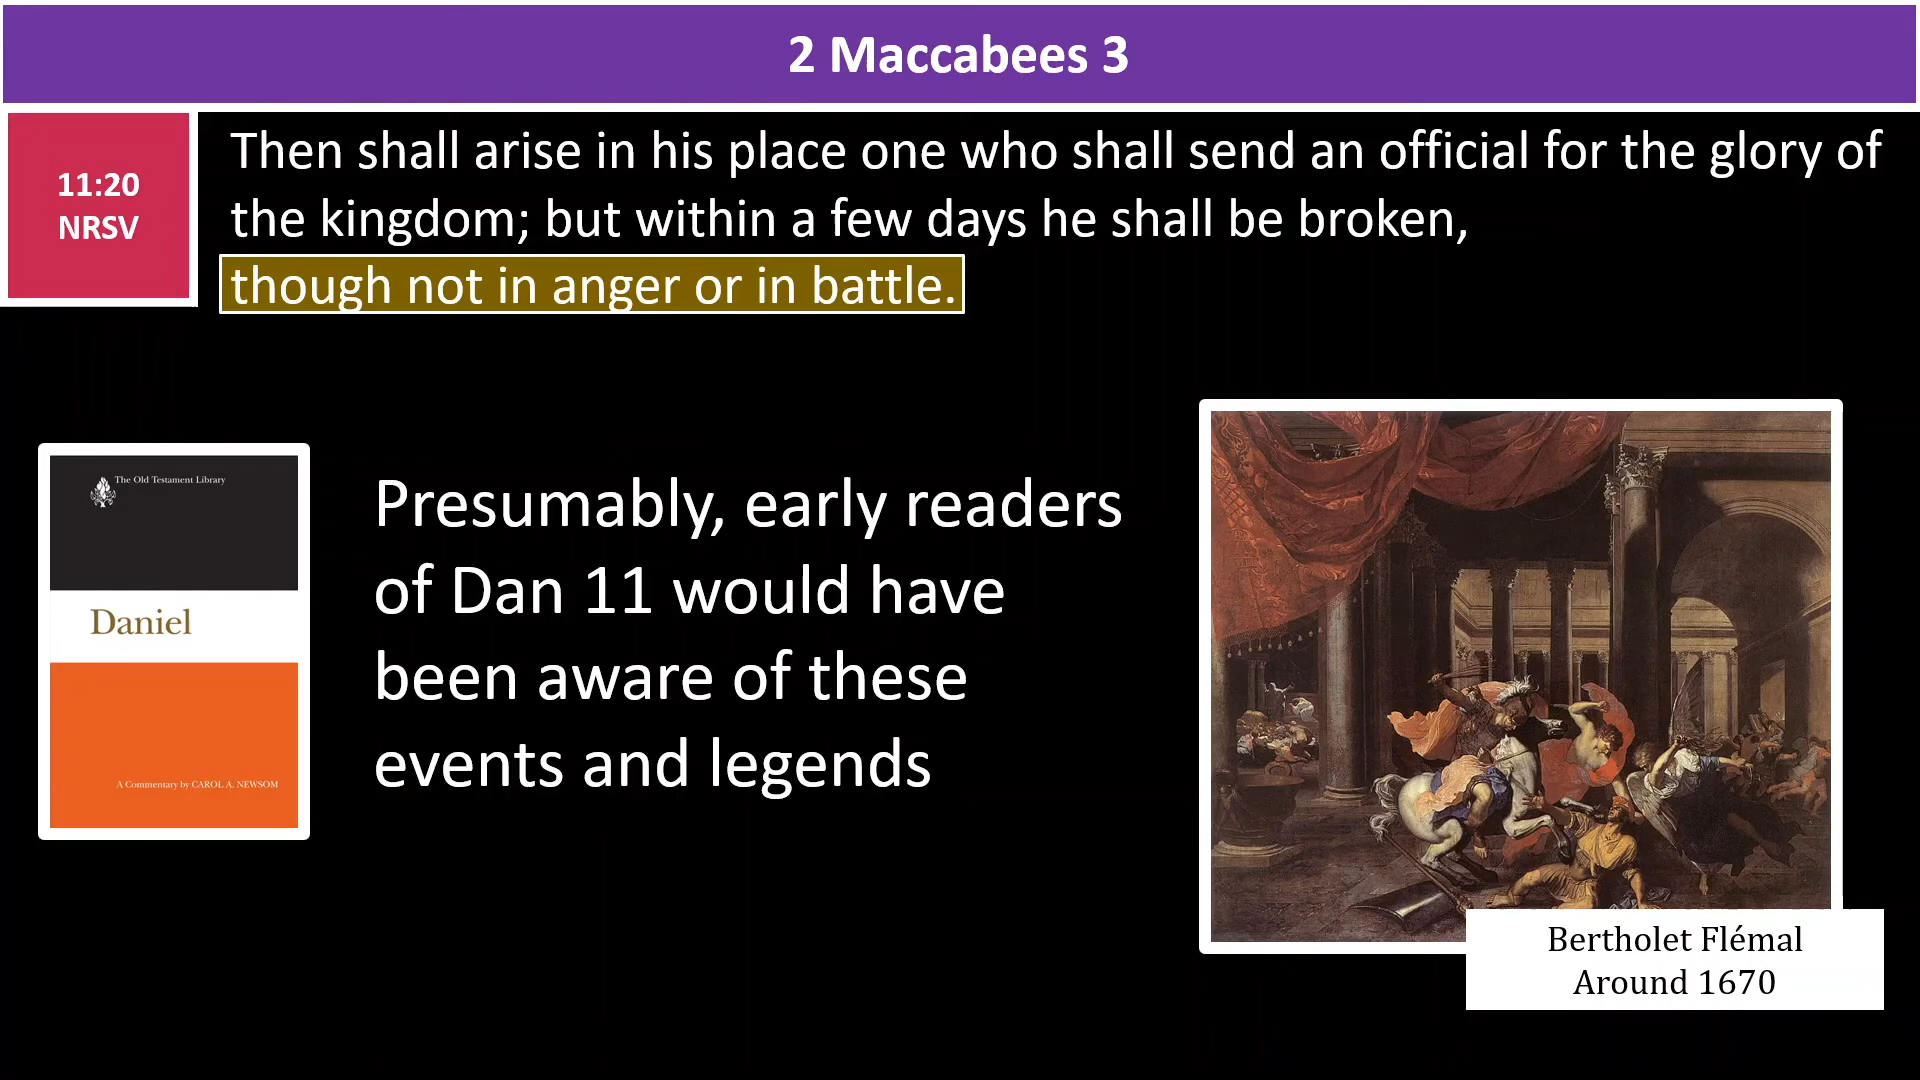 2 Maccabees 3
11:20
NRSV
Then shall arise in his place one who shall send an official for the glory of
the kingdom; but within a few days he shall be broken,
though not in anger or in battle.
The Old Testament Library
Daniel
A Commentary by CAROL A. NEWSOM
Presumably, early readers
of Dan 11 would have
been aware of these
events and legends
Bertholet Flémal
Around 1670